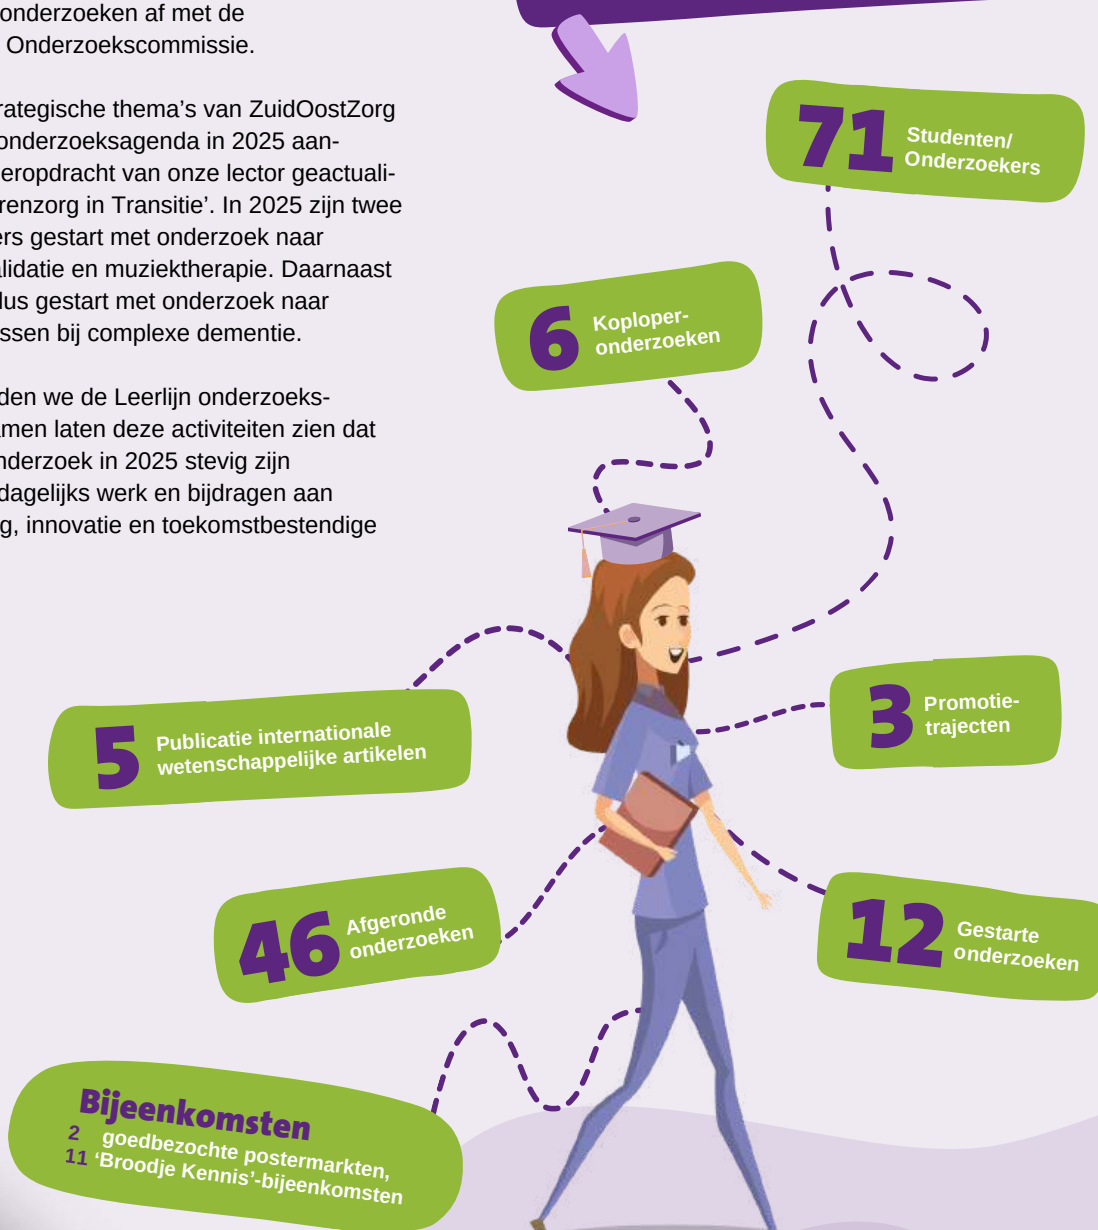 onderzoeken af met de
Onderzoekscommissie.
rategische thema's van ZuidOostZorg
onderzoeksagenda in 2025 aan-
eropdracht van onze lector geactuali-
renzorg in Transitie'. In 2025 zijn twee
ers gestart met onderzoek naar
alidatie en muziektherapie. Daarnaast
dus gestart met onderzoek naar
ssen bij complexe dementie.
den we de Leerlijn onderzoeks-
amen laten deze activiteiten zien dat
nderzoek in 2025 stevig zijn
dagelijks werk en bijdragen aan
g, innovatie en toekomstbestendige
71 Studenten/
Onderzoekers
6 Koploper-
onderzoeken
5 Publicatie internationale
wetenschappelijke artikelen
3 Promotie-
trajecten
46 Afgeronde
onderzoeken
12 Gestarte
onderzoeken
Bijeenkomsten
2 goedbezochte postermarkten,
11 'Broodje Kennis'-bijeenkomsten